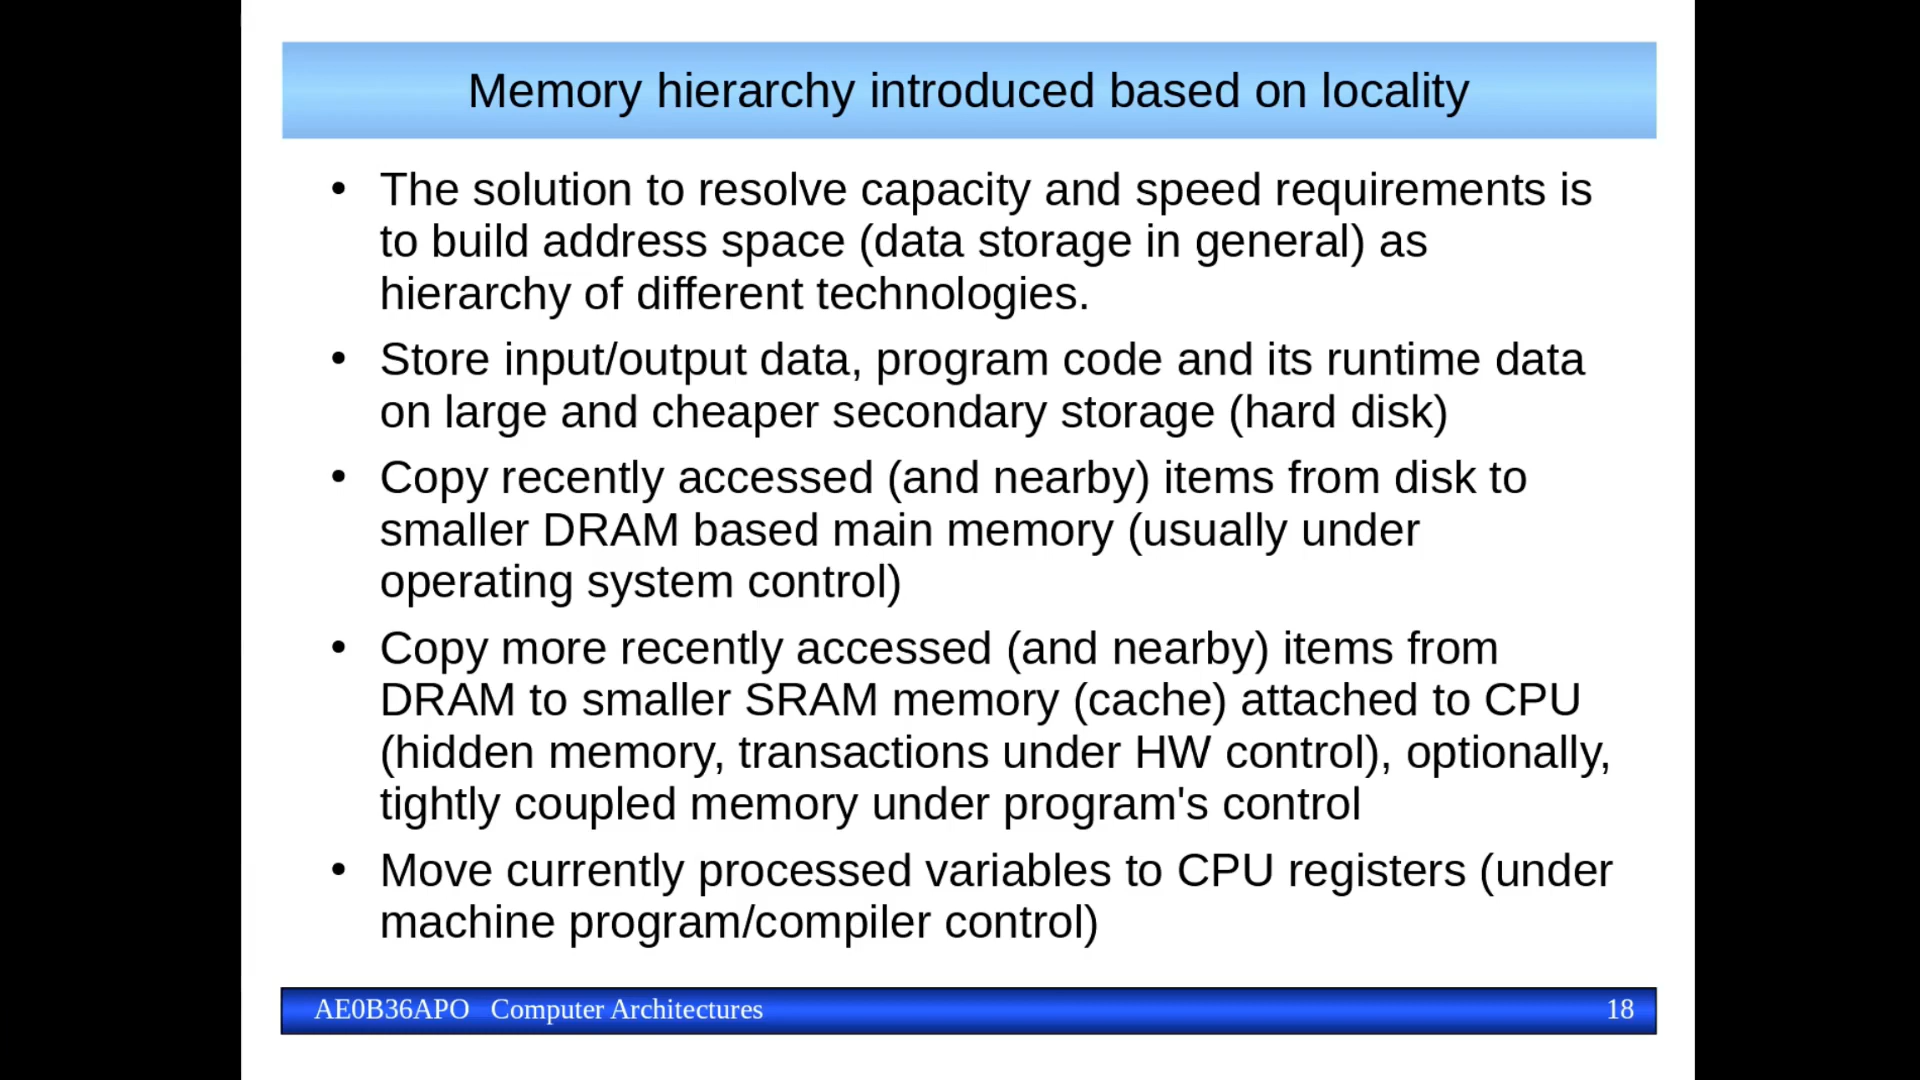 Memory hierarchy introduced based on locality
• The solution to resolve capacity and speed requirements is
to build address space (data storage in general) as
hierarchy of different technologies.
• Store input/output data, program code and its runtime data
on large and cheaper secondary storage (hard disk)
• Copy recently accessed (and nearby) items from disk to
smaller DRAM based main memory (usually under
operating system control)
• Copy more recently accessed (and nearby) items from
DRAM to smaller SRAM memory (cache) attached to CPU
(hidden memory, transactions under HW control), optionally,
tightly coupled memory under program's control
• Move currently processed variables to CPU registers (under
machine program/compiler control)
AE0B36APO Computer Architectures 18